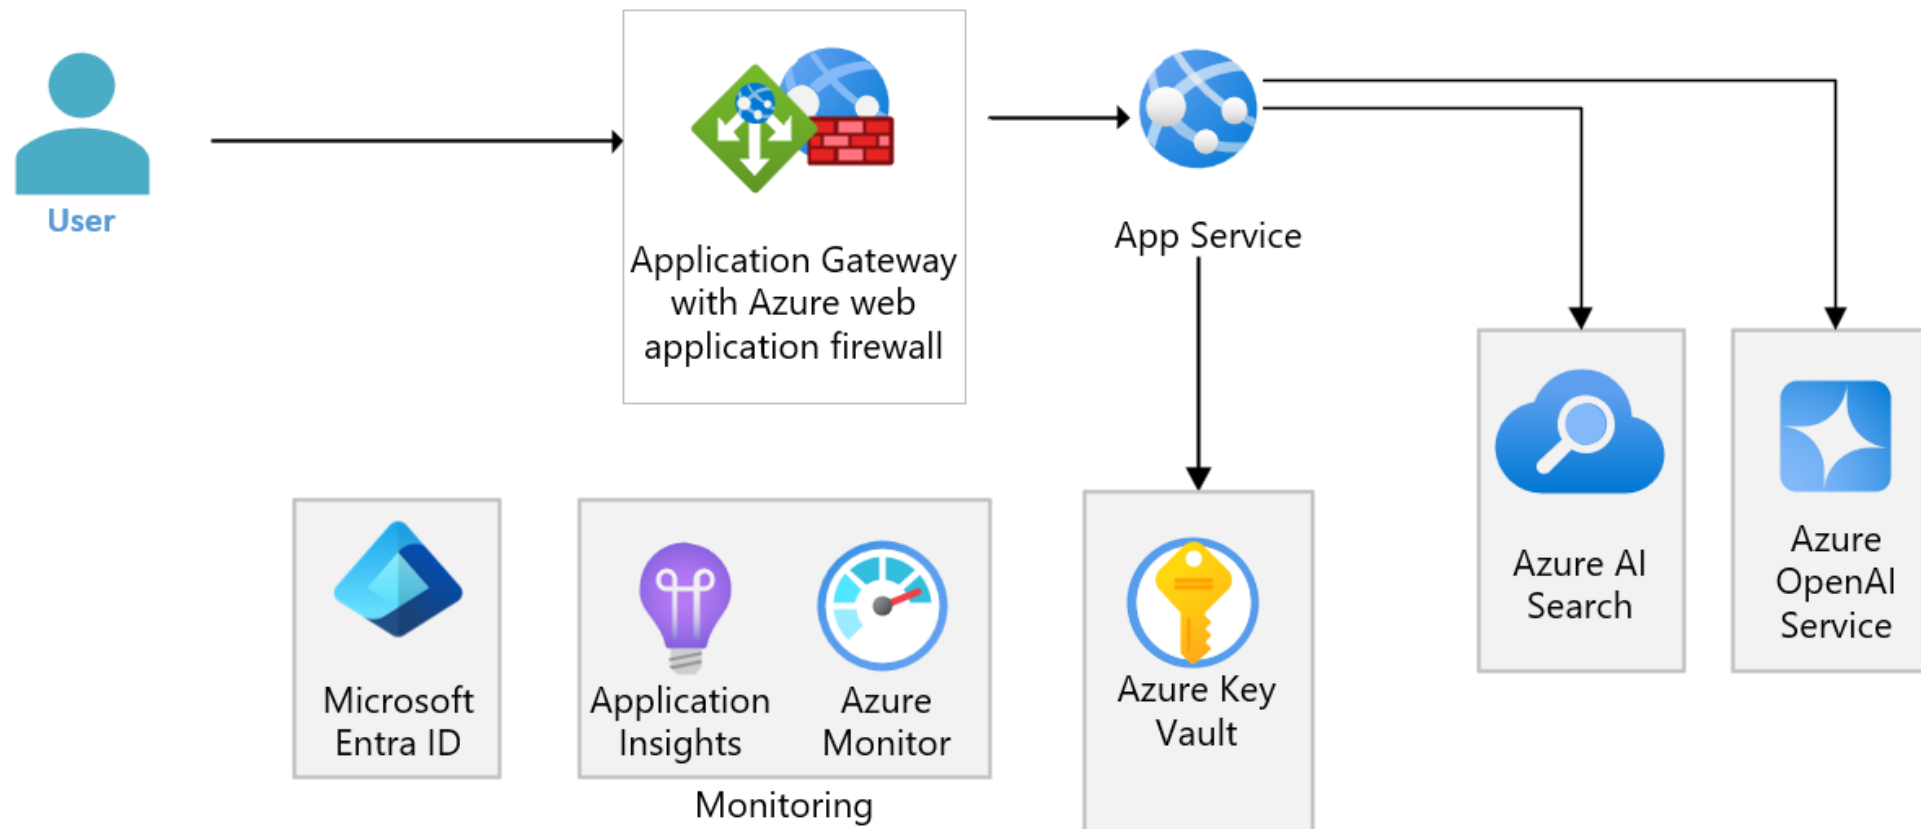 User
Application Gateway
with Azure web
application firewall
App Service
Azure AI
Search
Azure
OpenAI
Service
Microsoft
Entra ID
Application
Insights
Azure
Monitor
Monitoring
Azure Key
Vault